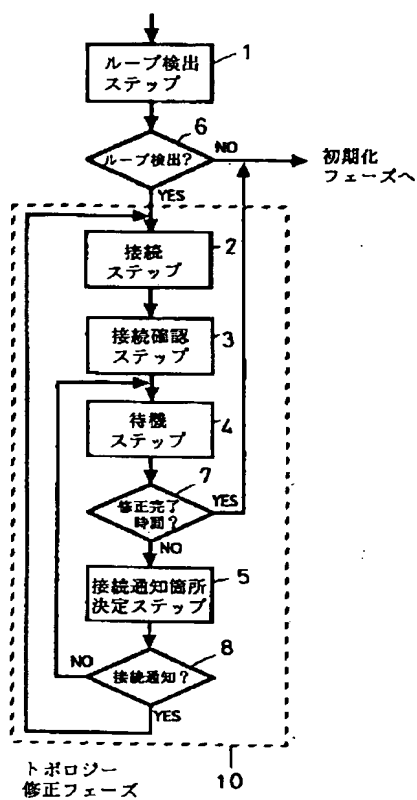 ループ検出
ステップ
1
6
ループ検出?
NO
初期化
フェーズへ
YES
接続
ステップ
2
接続確認
ステップ
3
待機
ステップ
4
7
修正完了
時間?
YES
NO
接続通知箇所
決定ステップ
5
8
NO
接続通知?
YES
トポロジー
修正フェーズ
10